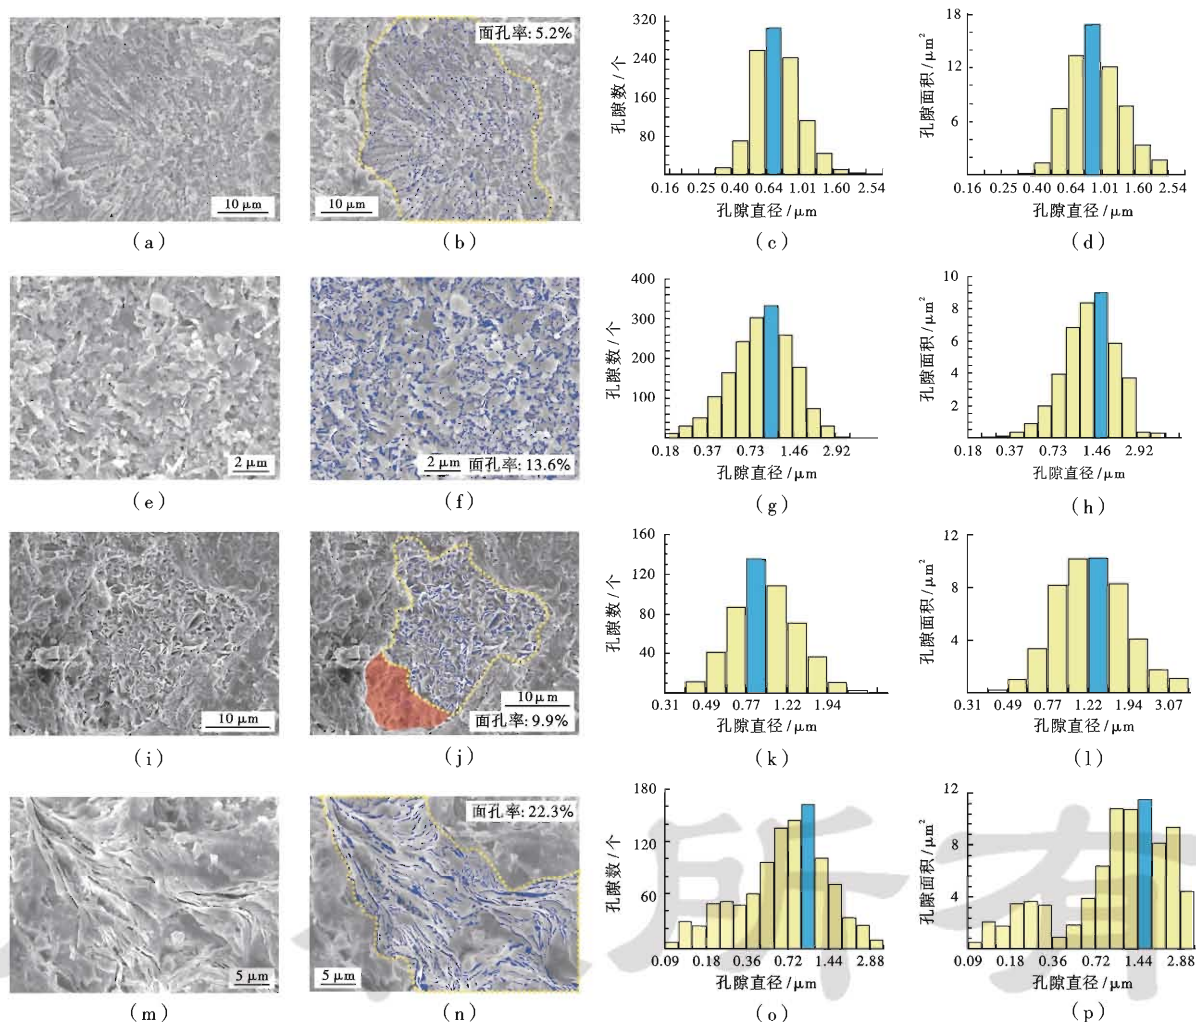 10 μm
(a)
面孔率: 5.2%
10 μm
(b)
孔隙数/个
320
240
160
80
0.16 0.25 0.40 0.64 1.01 1.60 2.54
孔隙直径/μm
(c)
孔隙面积/μm²
18
12
6
0.16 0.25 0.40 0.64 1.01 1.60 2.54
孔隙直径/μm
(d)
2 μm
(e)
2 μm 面孔率: 13.6%
(f)
孔隙数/个
400
300
200
100
0.18 0.37 0.73 1.46 2.92
孔隙直径/μm
(g)
孔隙面积/μm²
10
8
6
4
2
0.18 0.37 0.73 1.46 2.92
孔隙直径/μm
(h)
10 μm
(i)
10 μm
面孔率: 9.9%
(j)
孔隙数/个
160
120
80
40
0.31 0.49 0.77 1.22 1.94
孔隙直径/μm
(k)
孔隙面积/μm²
12
8
4
0.31 0.49 0.77 1.22 1.94 3.07
孔隙直径/μm
(l)
5 μm
(m)
面孔率: 22.3%
5 μm
(n)
孔隙数/个
180
120
60
0.09 0.18 0.36 0.72 1.44 2.88
孔隙直径/μm
(o)
孔隙面积/μm²
12
8
4
0.09 0.18 0.36 0.72 1.44 2.88
孔隙直径/μm
(p)
所有